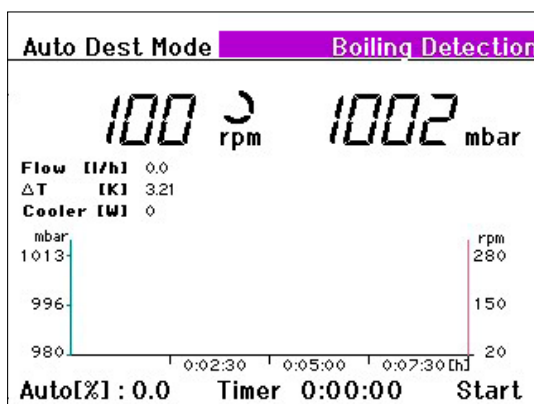 Auto Dest Mode Boiling Detection
100 rpm 1002 mbar
Flow [l/h] 0.0
△T [K] 3.21
Cooler [W] 0
mbar rpm
1013 280
996 150
980 20
0:02:30 0:05:00 0:07:30 [h]
Auto[%] : 0.0 Timer 0:00:00 Start